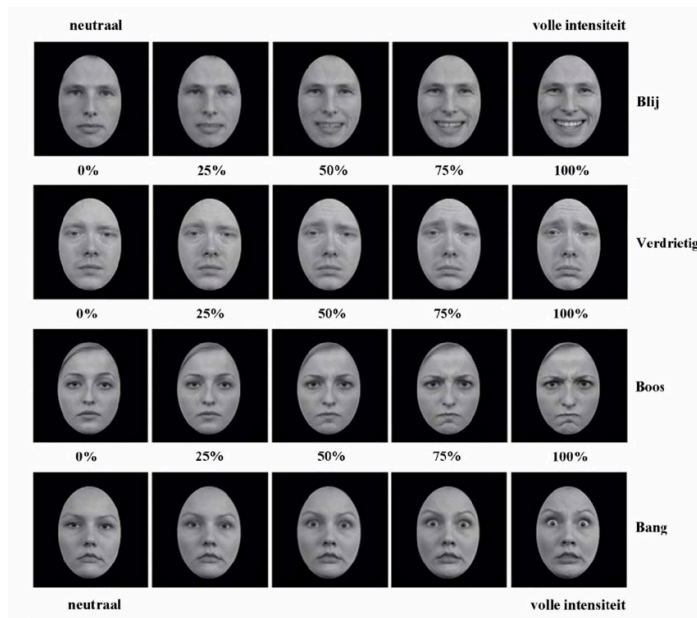 neutraal volle intensiteit
Blij
0% 25% 50% 75% 100%
Verdrietig
0% 25% 50% 75% 100%
Boos
0% 25% 50% 75% 100%
Bang
neutraal volle intensiteit